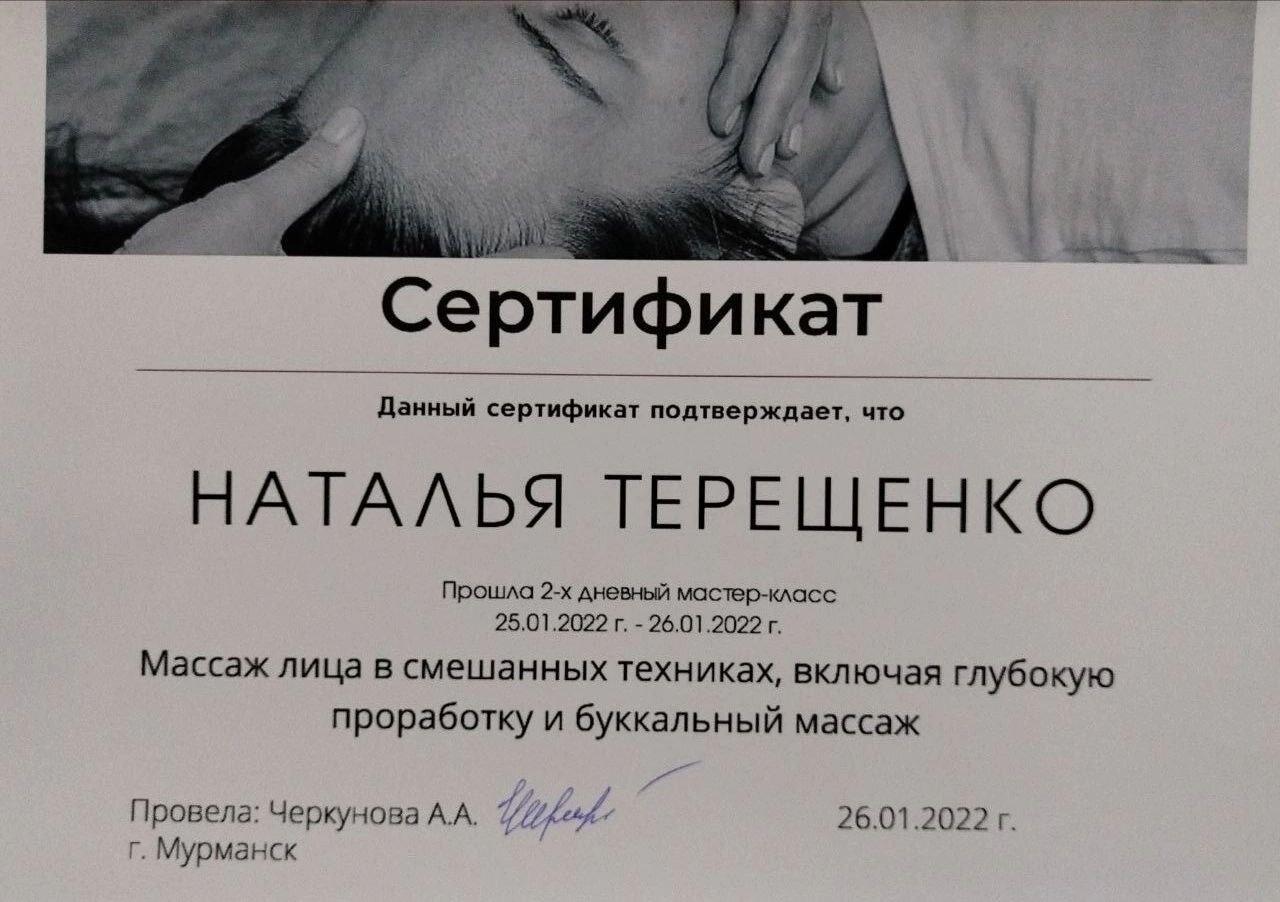 Сертификат
Данный сертификат подтверждает, что
НАТАЛЬЯ ТЕРЕЩЕНКО
Прошла 2-х дневный мастер-класс
25.01.2022 г. - 26.01.2022 г.
Массаж лица в смешанных техниках, включая глубокую
проработку и буккальный массаж
Провела: Черкунова А.А. 26.01.2022 г.
г. Мурманск